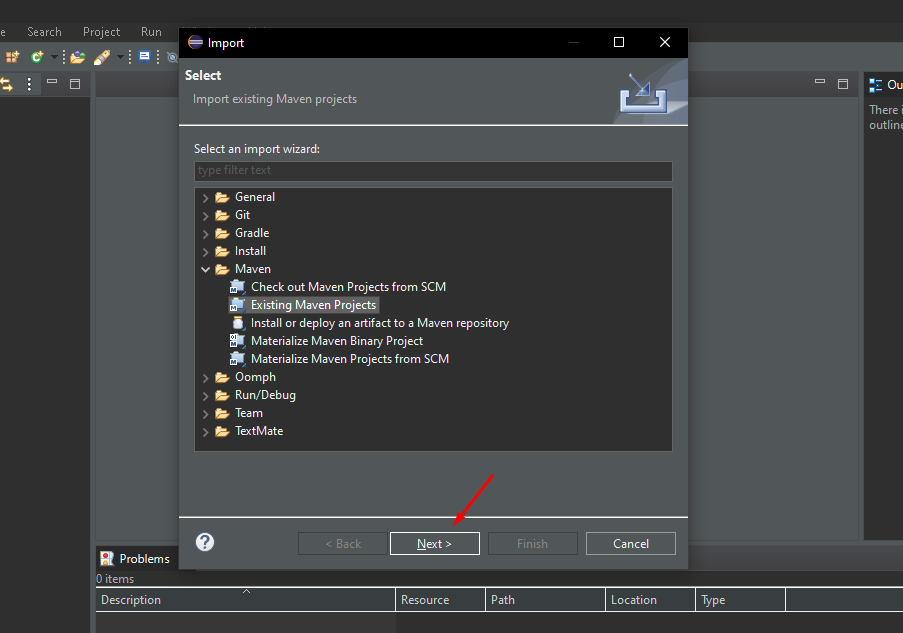 e Search Project Run
Import
Select
Import existing Maven projects
Select an import wizard:
type filter text
General
Git
Gradle
Install
Maven
Check out Maven Projects from SCM
Existing Maven Projects
Install or deploy an artifact to a Maven repository
Materialize Maven Binary Project
Materialize Maven Projects from SCM
Oomph
Run/Debug
Team
TextMate
< Back Next > Finish Cancel
Ou
There i
outline
Problems
0 items
Description Resource Path Location Type